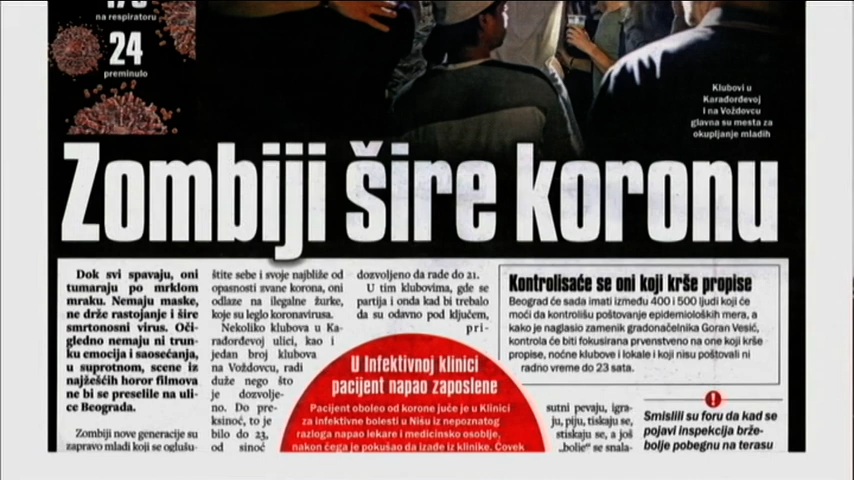 na respiratoru
24
preminulo
Klubovi u
Karađorđevoj
i na Voždovcu
glavna su mesta za
okupljanje mladih
Zombiji šire koronu
Dok svi spavaju, oni
tumaraju po mrklom
mraku. Nemaju maske,
ne drže rastojanje i šire
smrtonosni virus. Oči-
gledno nemaju ni trun-
ku emocija i saosećanja,
u suprotnom, scene iz
najžešćih horor filmova
ne bi se preselile na uli-
ce Beograda.
Zombiji nove generacije su
zapravo mladi koji se oglušu-
štite sebe i svoje najbliže od
opasnosti zvane korona, oni
odlaze na ilegalne žurke,
koje su leglo koronavirusa.
Nekoliko klubova u Ka-
rađorđevoj ulici, kao i
jedan broj klubova
na Voždovcu, radi
duže nego što
je dozvolje-
no. Do pre-
ksinoć, to je
bilo do 23,
od sinoć
dozvoljeno da rade do 21.
U tim klubovima, gde se
partija i onda kad bi trebalo
da su odavno pod ključem,
pri-
U Infektivnoj klinici
pacijent napao zaposlene
Pacijent oboleo od korone juče je u Klinici
za infektivne bolesti u Nišu iz nepoznatog
razloga napao lekare i medicinsko osoblje,
nakon čega je pokušao da izađe iz klinike. Čovek
Kontrolisaće se oni koji krše propise
Beograd će sada imati između 400 i 500 ljudi koji će
moći da kontrolišu poštovanje epidemioloških mera, a
kako je naglasio zamenik gradonačelnika Goran Vesić,
kontrola će biti fokusirana prvenstveno na one koji krše
propise, noćne klubove i lokale i koji nisu poštovali ni
radno vreme do 23 sata.
sutni pevaju, igra-
ju, piju, tiskaju se,
stiskaju se, a još
„bolie” se snala-
!
Smislili su foru da kad se
pojavi inspekcija brže-
bolje pobegnu na terasu